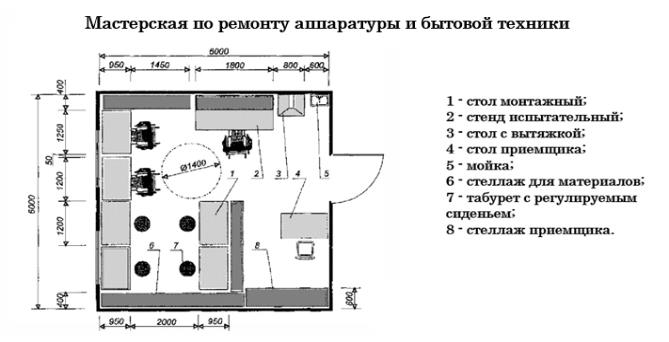 Мастерская по ремонту аппаратуры и бытовой техники
6000
950 1450 1800 800 600
400
1250
50
1200
1200
400
6000
Ø1400
1 2 3 4 5
6 7 8
600
950 2000 950
1 - стол монтажный;
2 - стенд испытательный;
3 - стол с вытяжкой;
4 - стол приемщика;
5 - мойка;
6 - стеллаж для материалов;
7 - табурет с регулируемым
сиденьем;
8 - стеллаж приемщика.